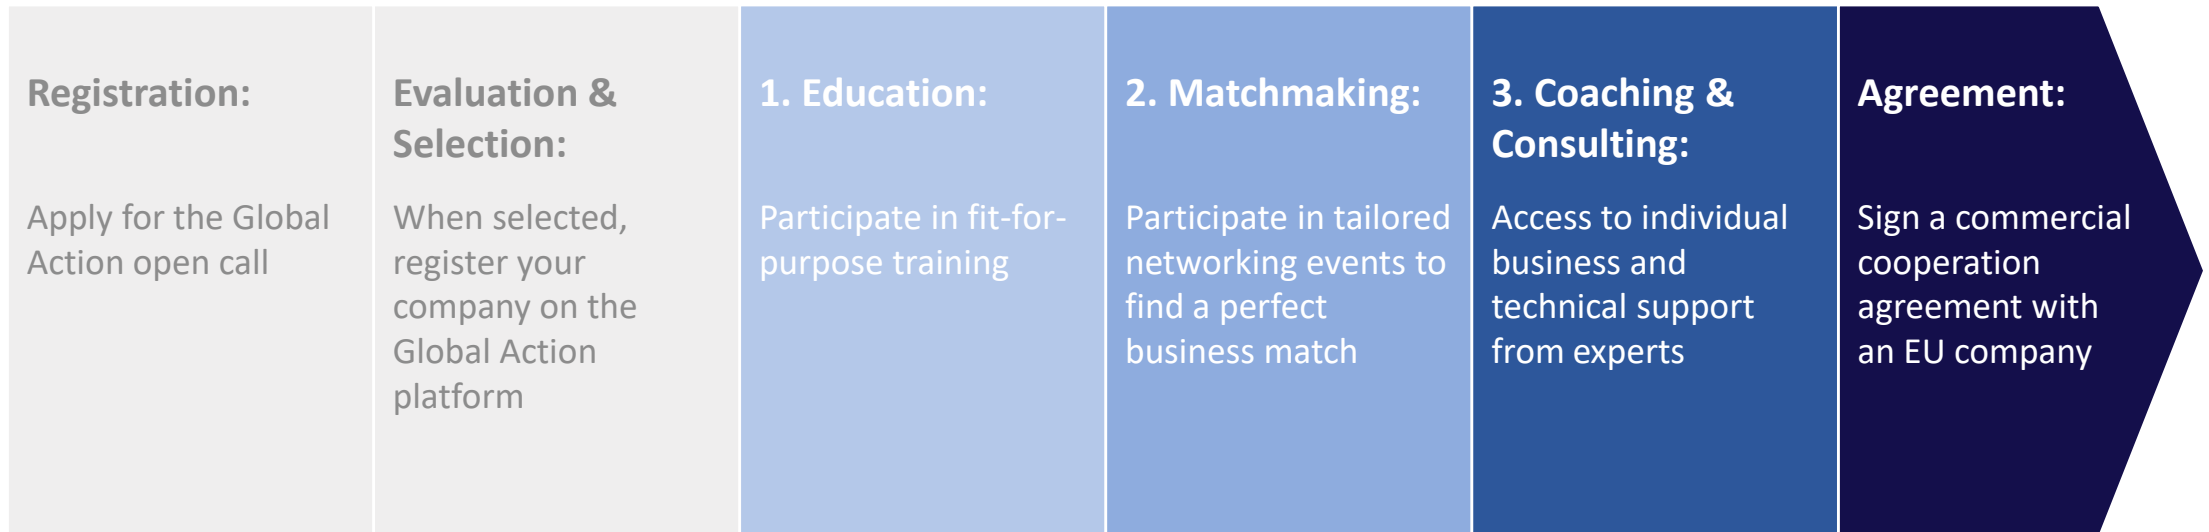 Registration:
Apply for the Global
Action open call
Evaluation &
Selection:
When selected,
register your
company on the
Global Action
platform
1. Education:
Participate in fit-for-
purpose training
2. Matchmaking:
Participate in tailored
networking events to
find a perfect
business match
3. Coaching &
Consulting:
Access to individual
business and
technical support
from experts
Agreement:
Sign a commercial
cooperation
agreement with
an EU company